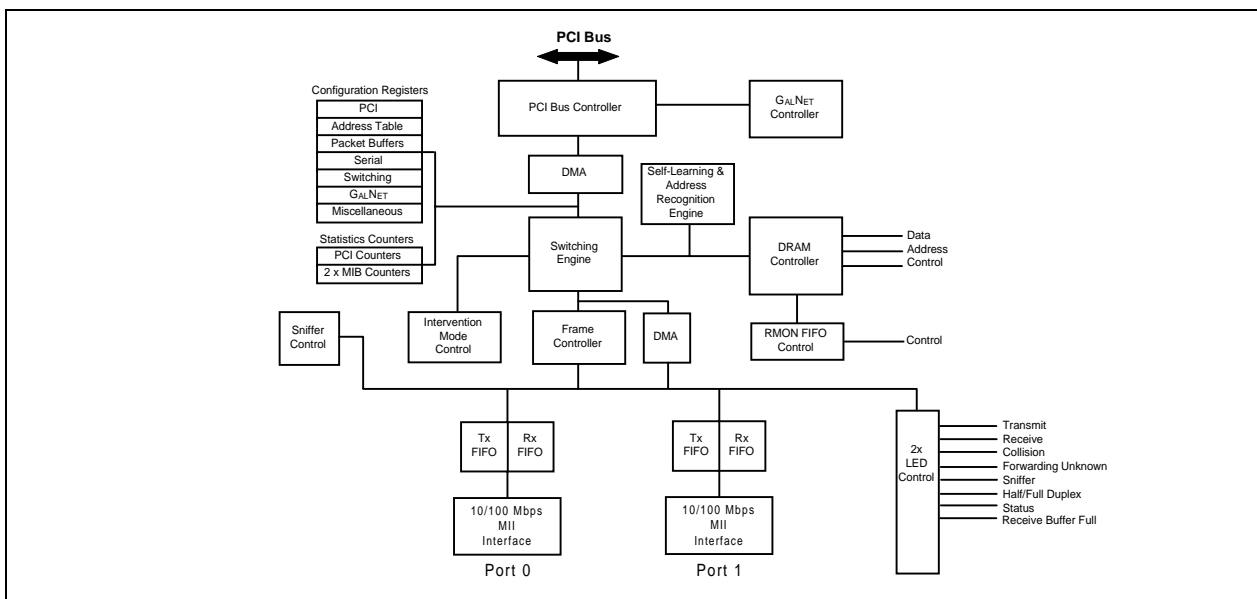 PCI Bus
Configuration Registers
PCI
Address Table
Packet Buffers
Serial
Switching
GALNET
Miscellaneous
Statistics Counters
PCI Counters
2 x MIB Counters
PCI Bus Controller
GALNET
Controller
DMA
Self-Learning &
Address
Recognition
Engine
Switching
Engine
DRAM
Controller
Data
Address
Control
Sniffer
Control
Intervention
Mode
Control
Frame
Controller
DMA
RMON FIFO
Control
Control
Tx
FIFO
Rx
FIFO
Tx
FIFO
Rx
FIFO
10/100 Mbps
MII
Interface
Port 0
10/100 Mbps
MII
Interface
Port 1
2x
LED
Control
Transmit
Receive
Collision
Forwarding Unknown
Sniffer
Half/Full Duplex
Status
Receive Buffer Full